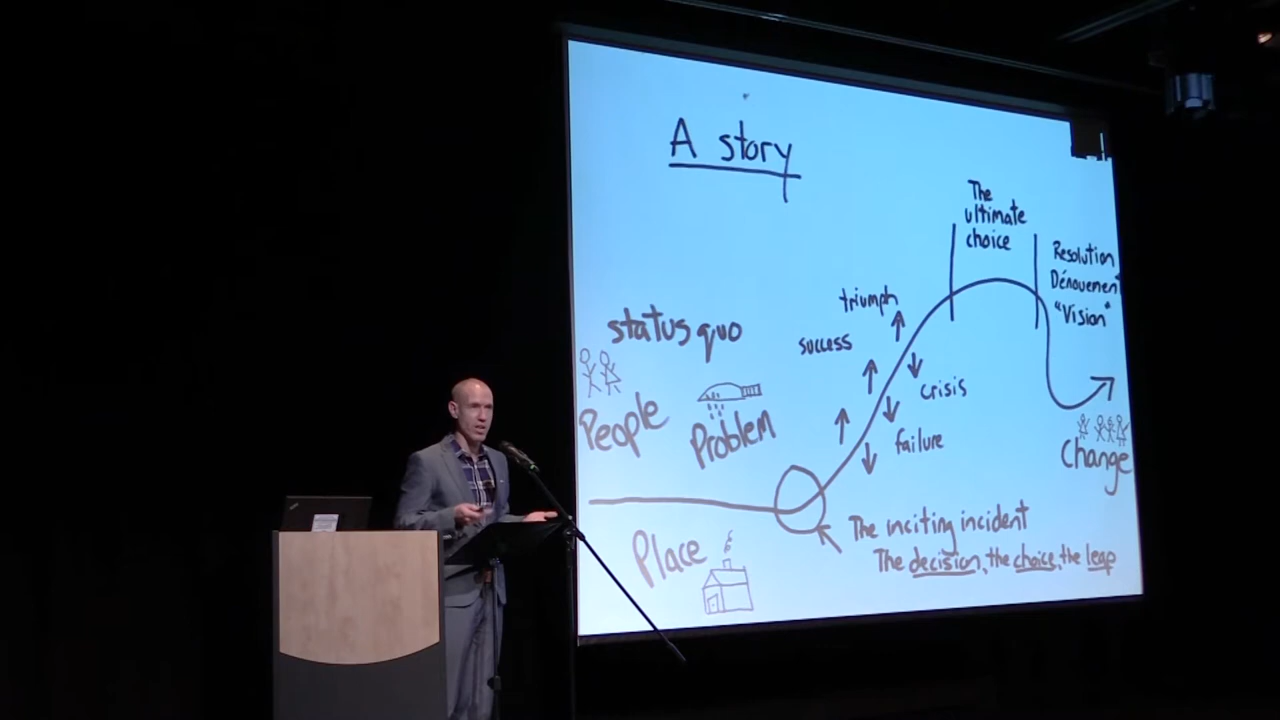 A story
The
ultimate
choice
Resolution
Dénouement
"Vision"
triumph
success
status quo
crisis
People
Problem
failure
Change
The inciting incident
The decision, the choice, the leap
Place